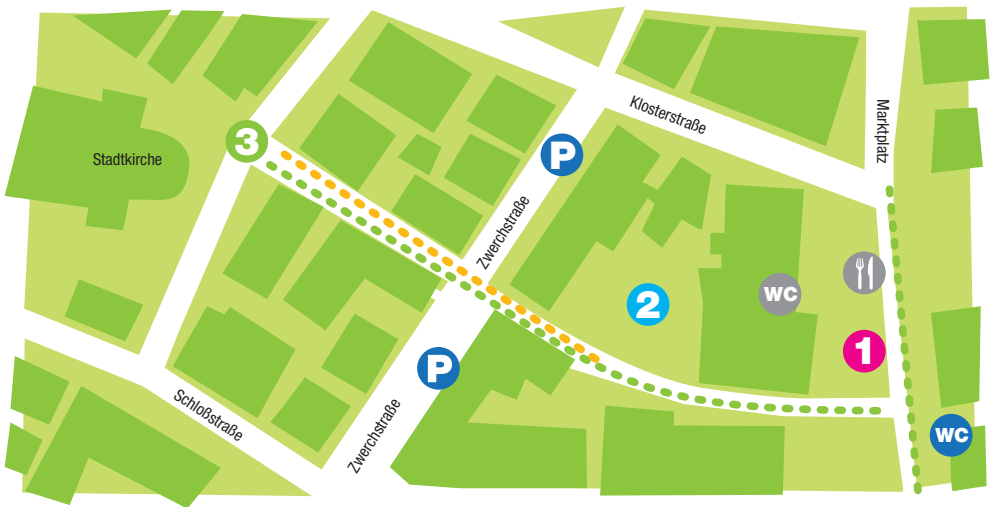 Klosterstraße
Marktplatz
3
Stadtkirche
P
Zwerchstraße
WC
2
1
P
Schloßstraße
Zwerchstraße
WC